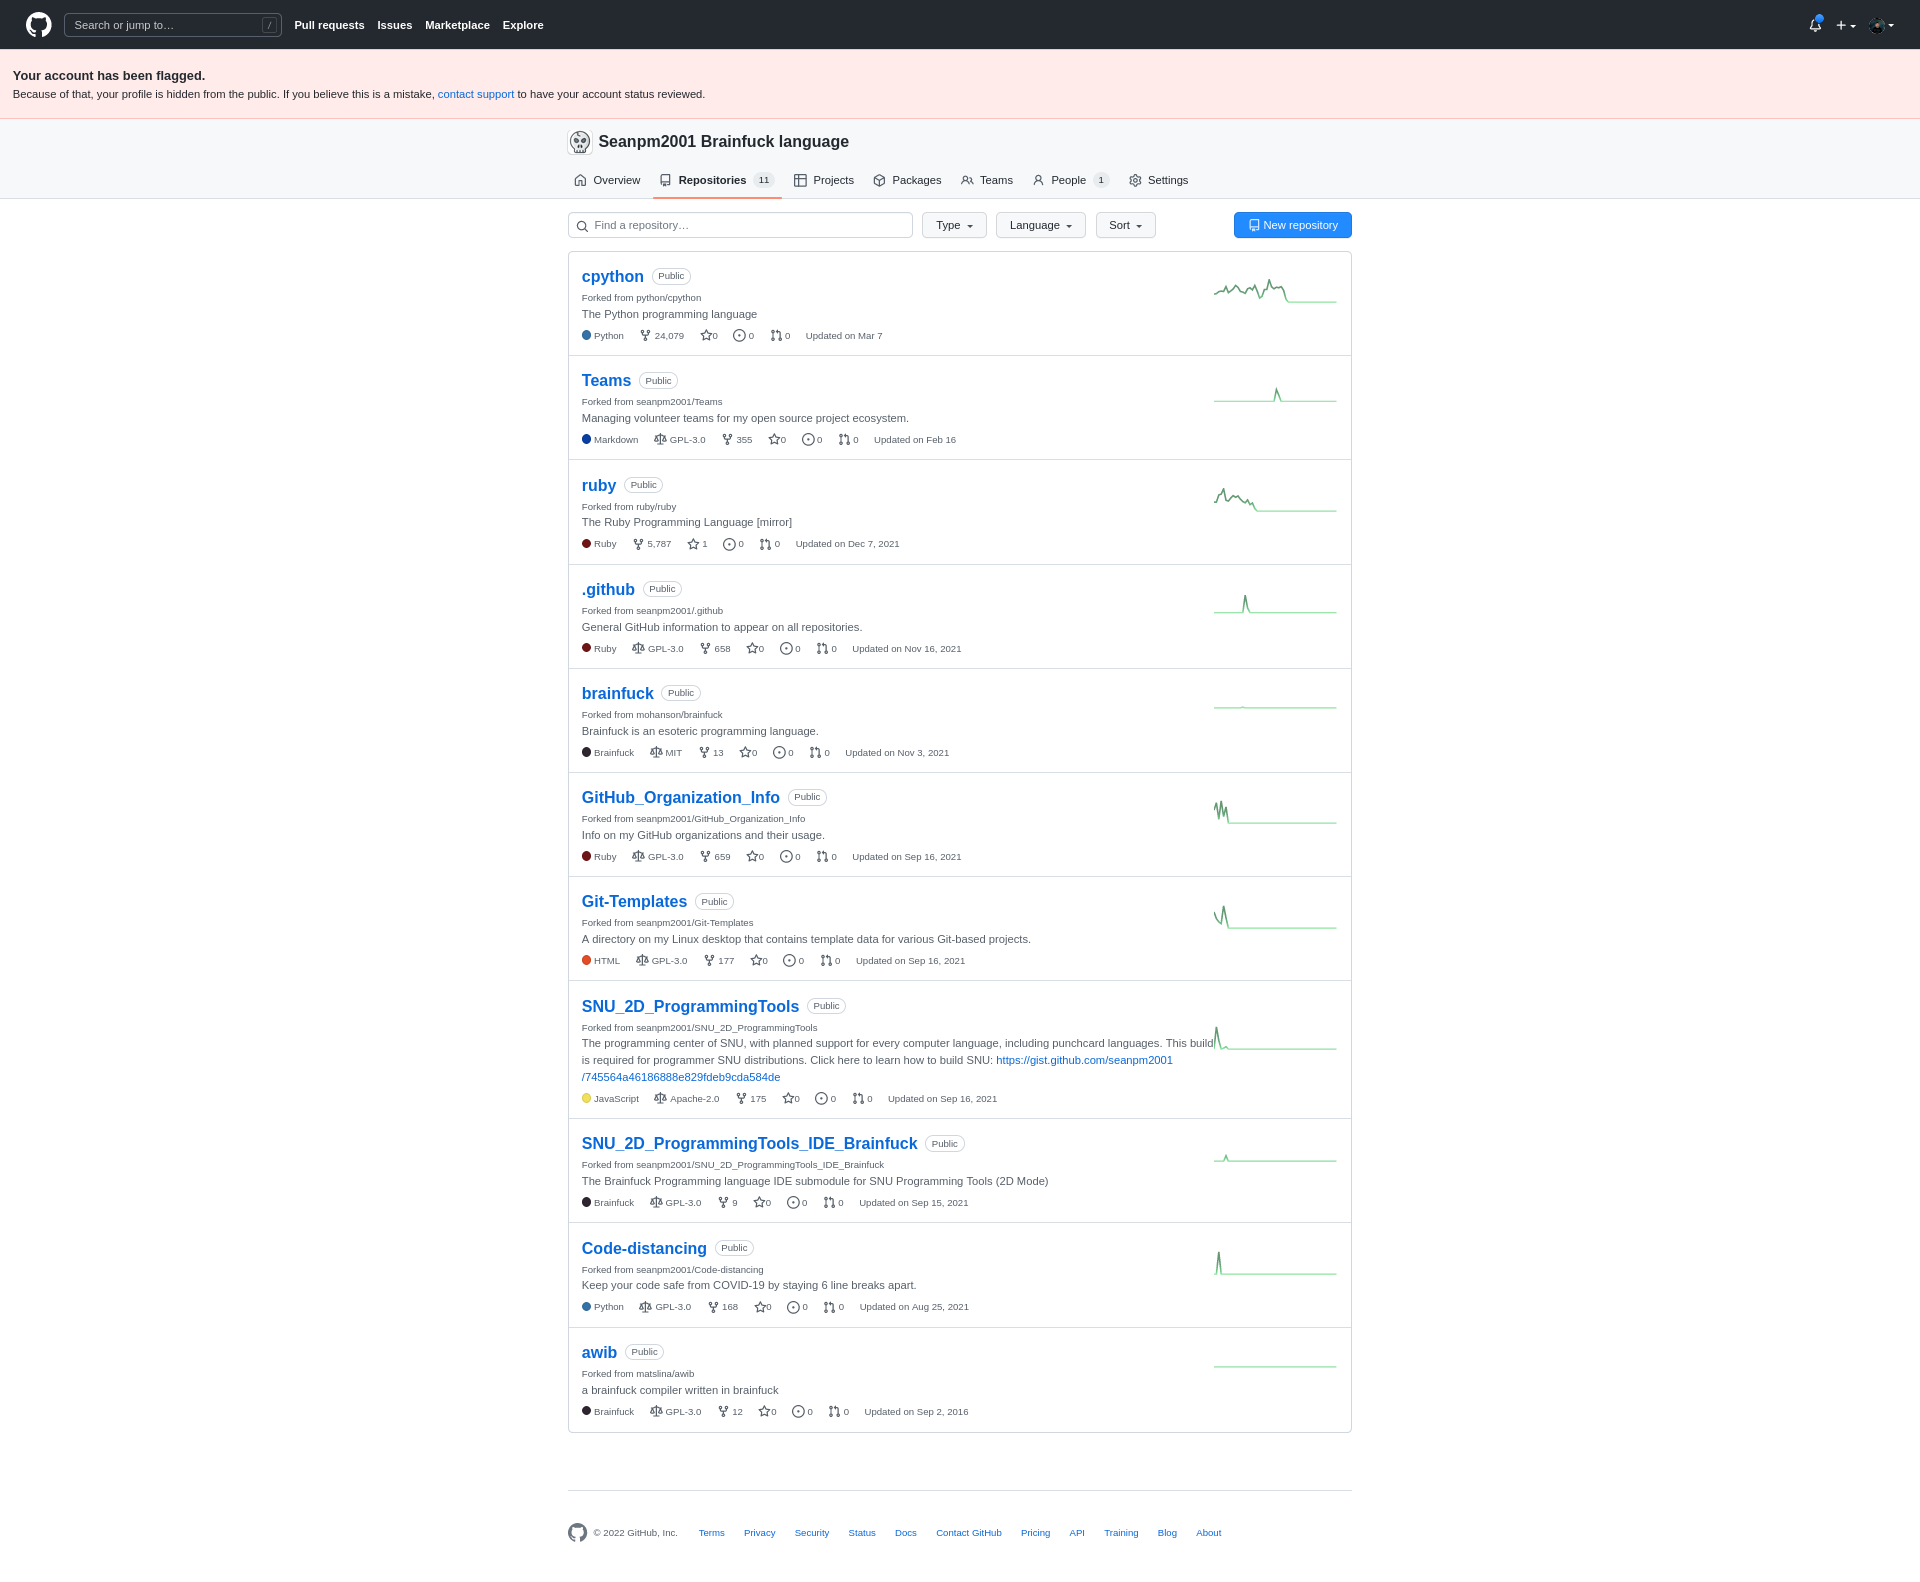 Search or jump to… /
Pull requests Issues Marketplace Explore
Your account has been flagged.
Because of that, your profile is hidden from the public. If you believe this is a mistake, contact support to have your account status reviewed.
Seanpm2001 Brainfuck language
Overview Repositories 11 Projects Packages Teams People 1 Settings
Find a repository… Type Language Sort New repository
cpython Public
Forked from python/cpython
The Python programming language
Python 24,079 0 0 0 Updated on Mar 7
Teams Public
Forked from seanpm2001/Teams
Managing volunteer teams for my open source project ecosystem.
Markdown GPL-3.0 355 0 0 0 Updated on Feb 16
ruby Public
Forked from ruby/ruby
The Ruby Programming Language [mirror]
Ruby 5,787 1 0 0 Updated on Dec 7, 2021
.github Public
Forked from seanpm2001/.github
General GitHub information to appear on all repositories.
Ruby GPL-3.0 658 0 0 0 Updated on Nov 16, 2021
brainfuck Public
Forked from mohanson/brainfuck
Brainfuck is an esoteric programming language.
Brainfuck MIT 13 0 0 0 Updated on Nov 3, 2021
GitHub_Organization_Info Public
Forked from seanpm2001/GitHub_Organization_Info
Info on my GitHub organizations and their usage.
Ruby GPL-3.0 659 0 0 0 Updated on Sep 16, 2021
Git-Templates Public
Forked from seanpm2001/Git-Templates
A directory on my Linux desktop that contains template data for various Git-based projects.
HTML GPL-3.0 177 0 0 0 Updated on Sep 16, 2021
SNU_2D_ProgrammingTools Public
Forked from seanpm2001/SNU_2D_ProgrammingTools
The programming center of SNU, with planned support for every computer language, including punchcard languages. This build
is required for programmer SNU distributions. Click here to learn how to build SNU: https://gist.github.com/seanpm2001
/745564a46186888e829fdeb9cda584de
JavaScript Apache-2.0 175 0 0 0 Updated on Sep 16, 2021
SNU_2D_ProgrammingTools_IDE_Brainfuck Public
Forked from seanpm2001/SNU_2D_ProgrammingTools_IDE_Brainfuck
The Brainfuck Programming language IDE submodule for SNU Programming Tools (2D Mode)
Brainfuck GPL-3.0 9 0 0 0 Updated on Sep 15, 2021
Code-distancing Public
Forked from seanpm2001/Code-distancing
Keep your code safe from COVID-19 by staying 6 line breaks apart.
Python GPL-3.0 168 0 0 0 Updated on Aug 25, 2021
awib Public
Forked from matslina/awib
a brainfuck compiler written in brainfuck
Brainfuck GPL-3.0 12 0 0 0 Updated on Sep 2, 2016
© 2022 GitHub, Inc. Terms Privacy Security Status Docs Contact GitHub Pricing API Training Blog About